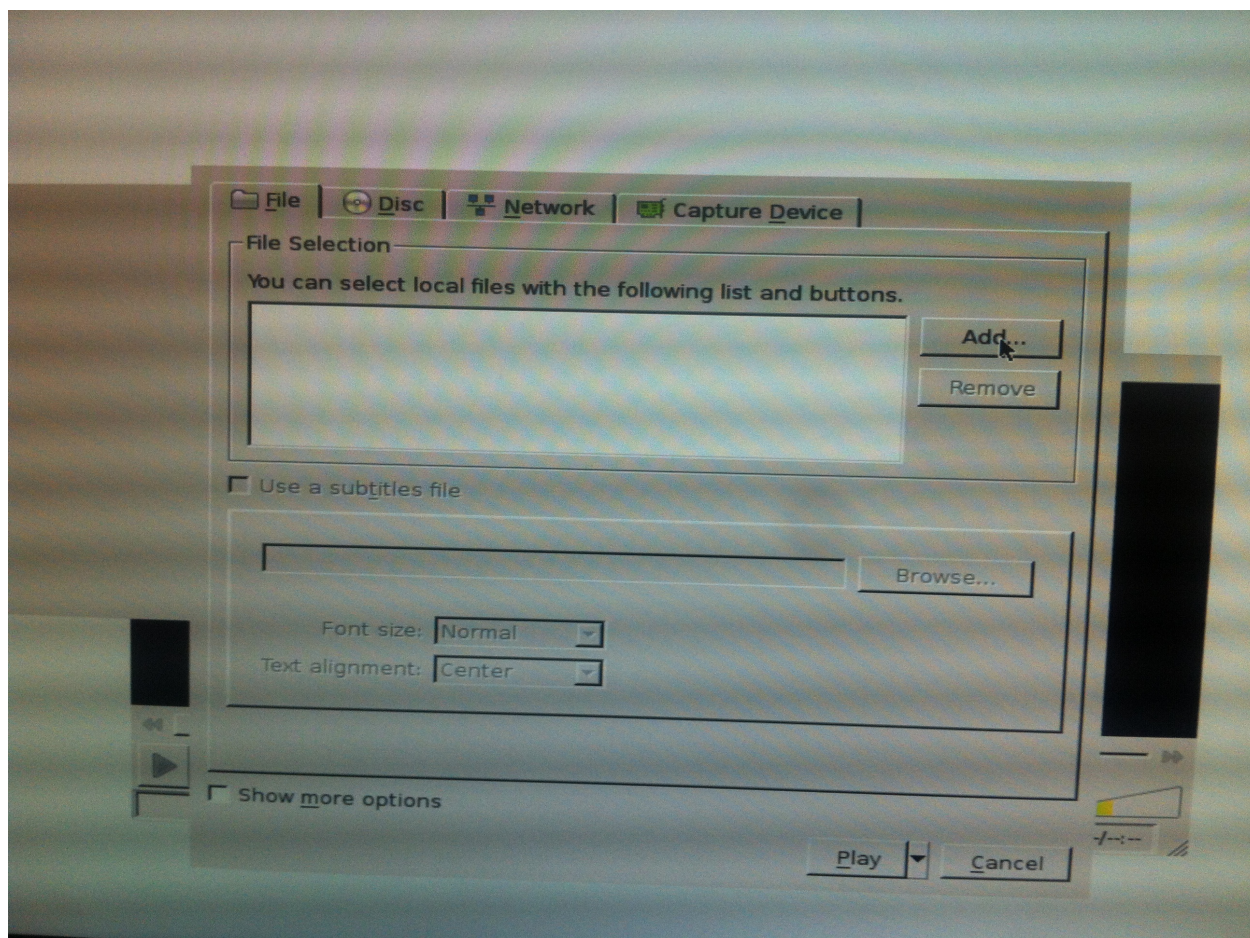 File Disc Network Capture Device
File Selection
You can select local files with the following list and buttons.
Add...
Remove
Use a subtitles file
Browse...
Font size: Normal
Text alignment: Center
Show more options
-/--:--
Play Cancel